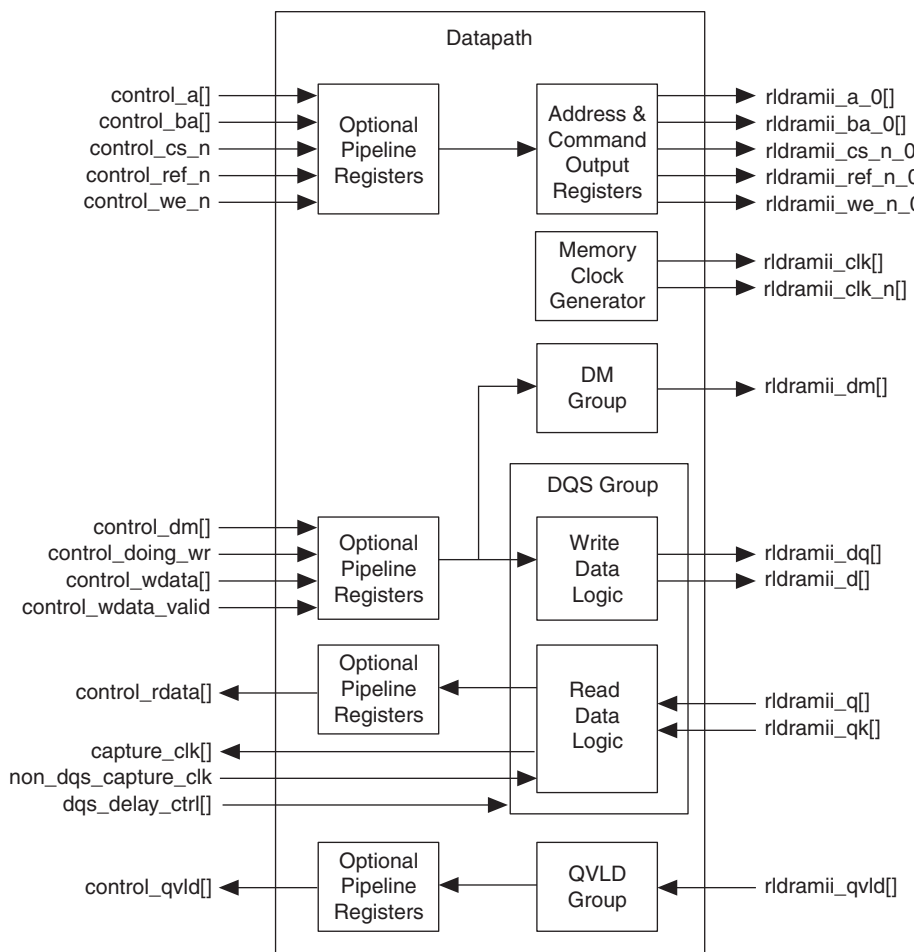 Datapath
control_a[]
control_ba[]
control_cs_n
control_ref_n
control_we_n
Optional
Pipeline
Registers
Address &
Command
Output
Registers
rldramii_a_0[]
rldramii_ba_0[]
rldramii_cs_n_0
rldramii_ref_n_0
rldramii_we_n_0
Memory
Clock
Generator
rldramii_clk[]
rldramii_clk_n[]
DM
Group
rldramii_dm[]
DQS Group
control_dm[]
control_doing_wr
control_wdata[]
control_wdata_valid
Optional
Pipeline
Registers
Write
Data
Logic
rldramii_dq[]
rldramii_d[]
control_rdata[]
Optional
Pipeline
Registers
Read
Data
Logic
rldramii_q[]
rldramii_qk[]
capture_clk[]
non_dqs_capture_clk
dqs_delay_ctrl[]
control_qvld[]
Optional
Pipeline
Registers
QVLD
Group
rldramii_qvld[]